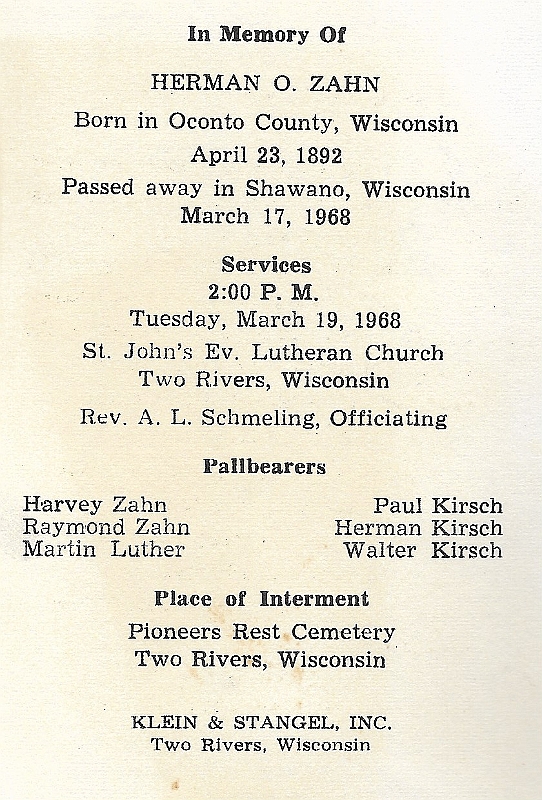 In Memory Of
HERMAN O. ZAHN
Born in Oconto County, Wisconsin
April 23, 1892
Passed away in Shawano, Wisconsin
March 17, 1968
Services
2:00 P. M.
Tuesday, March 19, 1968
St. John's Ev. Lutheran Church
Two Rivers, Wisconsin
Rev. A. L. Schmeling, Officiating
Pallbearers
Harvey Zahn Paul Kirsch
Raymond Zahn Herman Kirsch
Martin Luther Walter Kirsch
Place of Interment
Pioneers Rest Cemetery
Two Rivers, Wisconsin
KLEIN & STANGEL, INC.
Two Rivers, Wisconsin